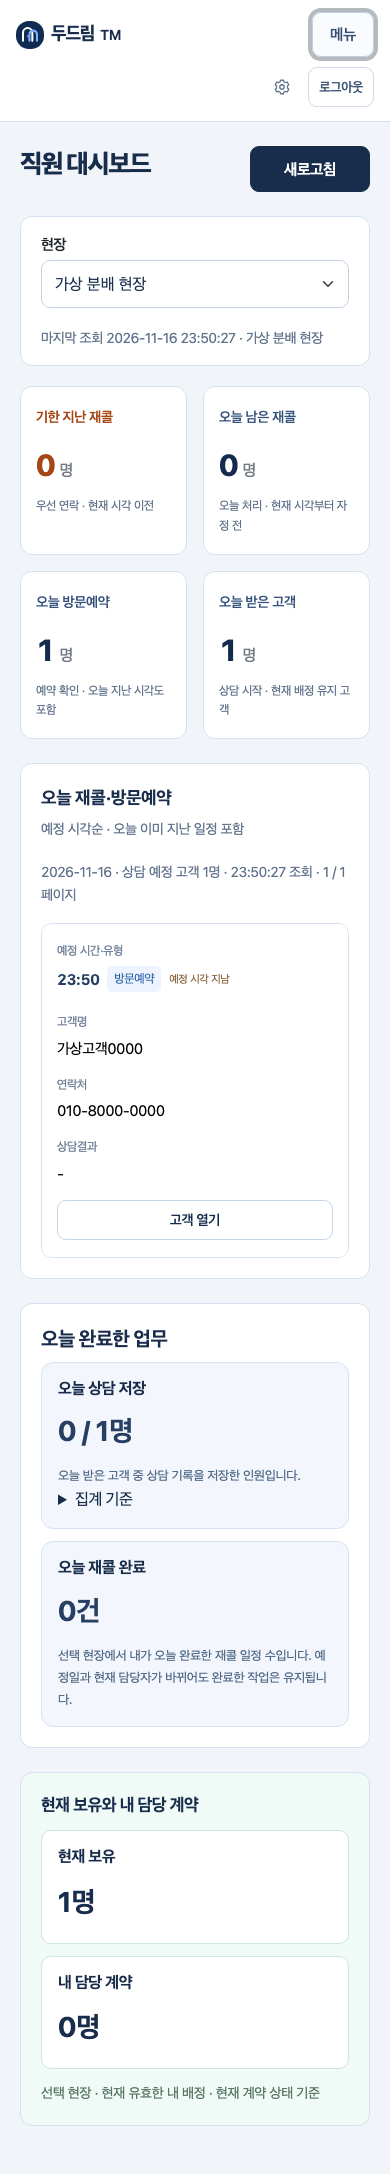 두드림 TM
메뉴
로그아웃
직원 대시보드
새로고침
현장
가상 분배 현장
마지막 조회 2026-11-16 23:50:27 · 가상 분배 현장
기한 지난 재콜
0 명
우선 연락 · 현재 시각 이전
오늘 남은 재콜
0 명
오늘 처리 · 현재 시각부터 자
정 전
오늘 방문예약
1 명
예약 확인 · 오늘 지난 시각도
포함
오늘 받은 고객
1 명
상담 시작 · 현재 배정 유지 고
객
오늘 재콜·방문예약
예정 시각순 · 오늘 이미 지난 일정 포함
2026-11-16 · 상담 예정 고객 1명 · 23:50:27 조회 · 1 / 1
페이지
예정 시간·유형
23:50 방문예약 예정 시각 지남
고객명
가상고객0000
연락처
010-8000-0000
상담결과
-
고객 열기
오늘 완료한 업무
오늘 상담 저장
0 / 1명
오늘 받은 고객 중 상담 기록을 저장한 인원입니다.
▶ 집계 기준
오늘 재콜 완료
0건
선택 현장에서 내가 오늘 완료한 재콜 일정 수입니다. 예
정일과 현재 담당자가 바뀌어도 완료한 작업은 유지됩니
다.
현재 보유와 내 담당 계약
현재 보유
1명
내 담당 계약
0명
선택 현장 · 현재 유효한 내 배정 · 현재 계약 상태 기준